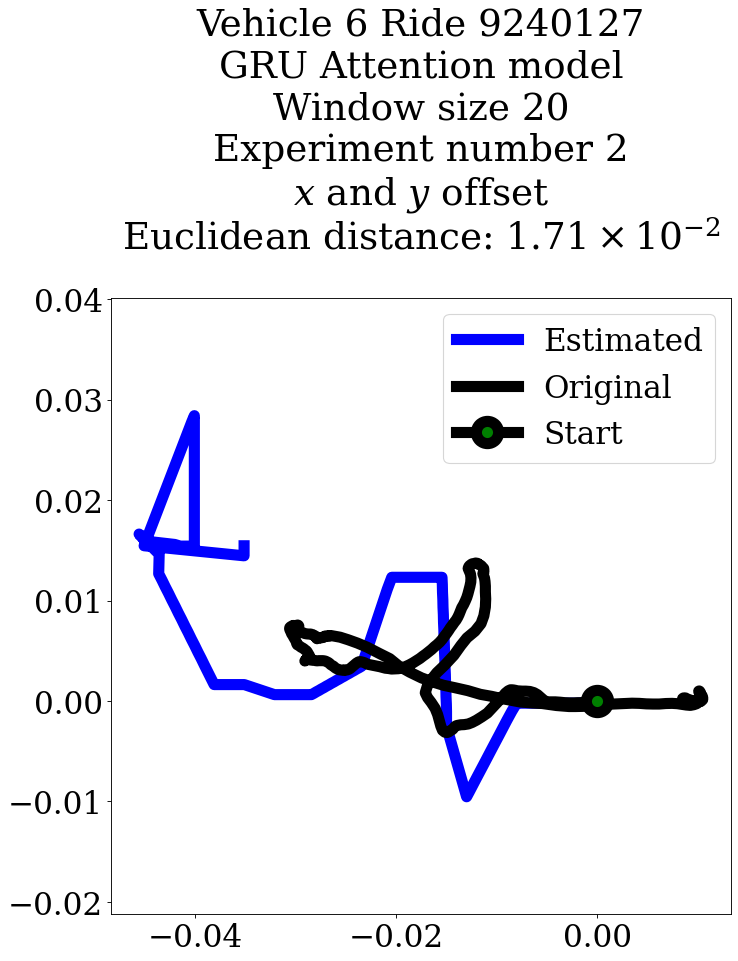 Vehicle 6 Ride 9240127
GRU Attention model
Window size 20
Experiment number 2
x and y offset
Euclidean distance: 1.71 × 10⁻²
0.04
0.03
0.02
0.01
0.00
−0.01
−0.02
Estimated
Original
Start
−0.04 −0.02 0.00